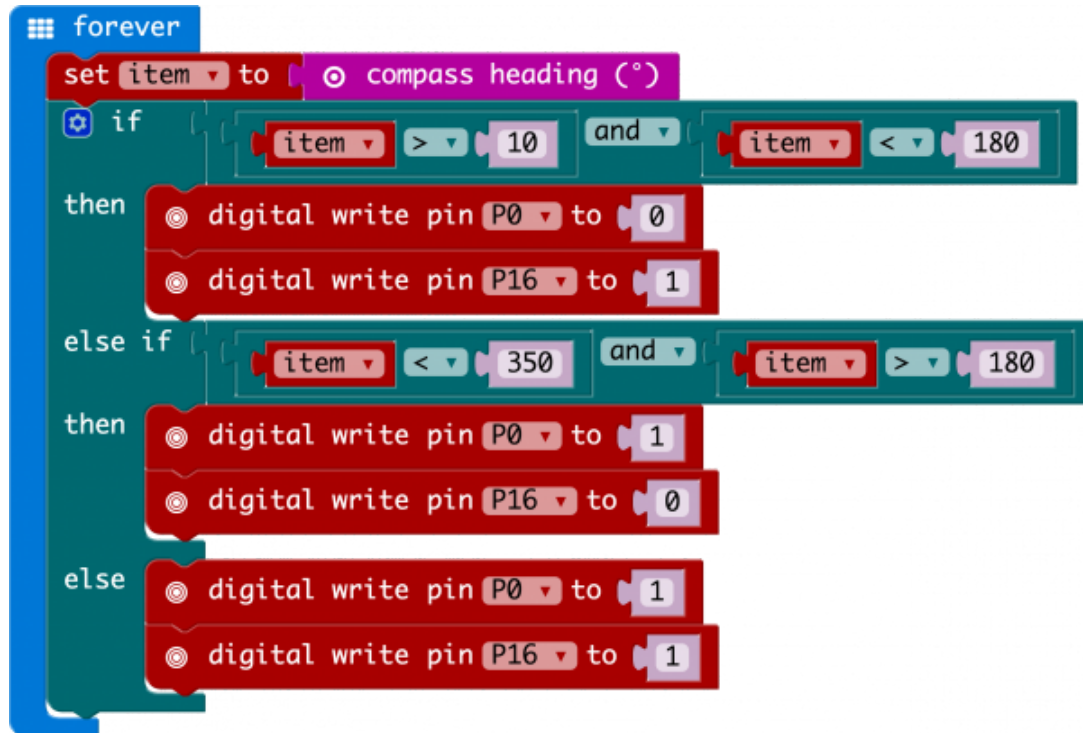 forever
set item to compass heading (°)
if item > 10 and item < 180
then digital write pin P0 to 0
digital write pin P16 to 1
else if item < 350 and item > 180
then digital write pin P0 to 1
digital write pin P16 to 0
else digital write pin P0 to 1
digital write pin P16 to 1